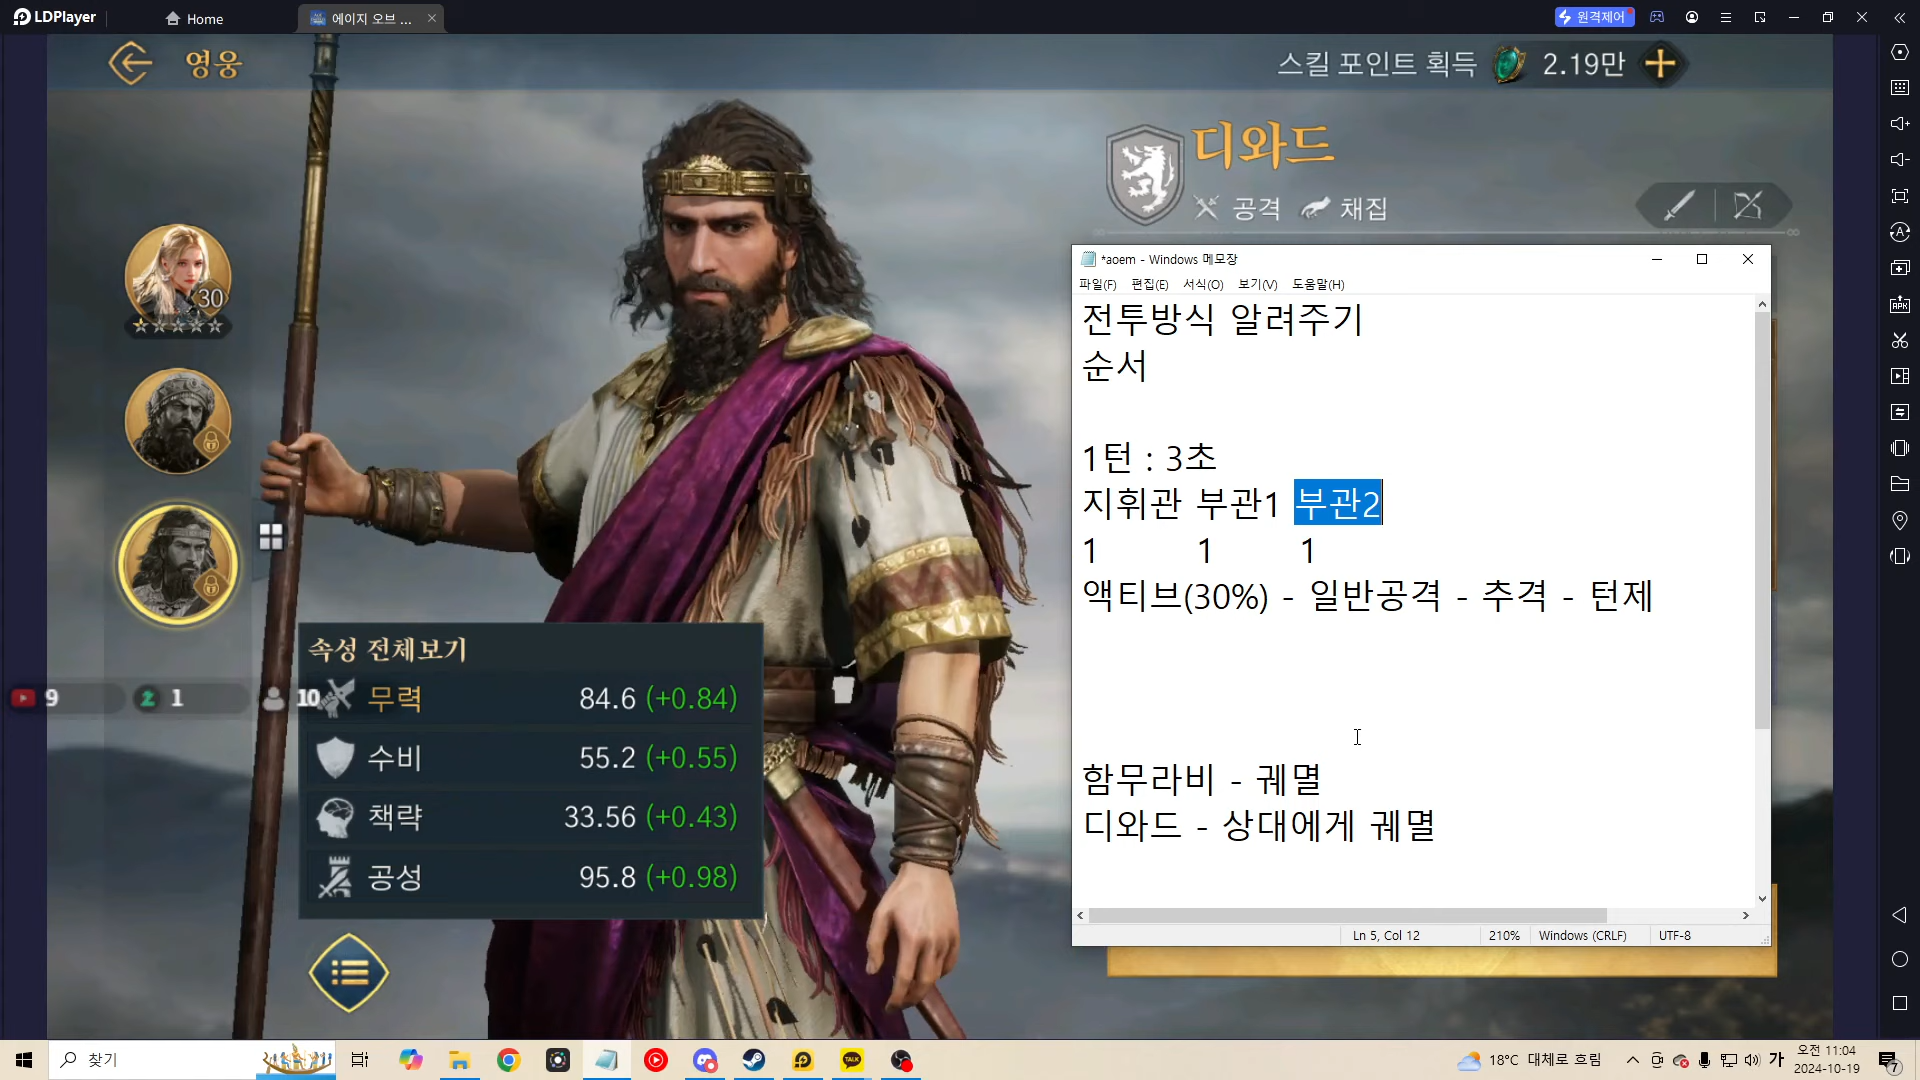 LDPlayer
Home
에이지 오브 ...
원격제어
영웅
스킬 포인트 획득
2.19만
디와드
공격
채집
30
*aoem - Windows 메모장
파일(F)
편집(E)
서식(O)
보기(V)
도움말(H)
전투방식 알려주기
순서
1턴 : 3초
지휘관 부관1 부관2
1 1 1
액티브(30%) - 일반공격 - 추격 - 턴제
함무라비 - 궤멸
디와드 - 상대에게 궤멸
Ln 5, Col 12
210%
Windows (CRLF)
UTF-8
속성 전체보기
9
1
10
무력 84.6 (+0.84)
수비 55.2 (+0.55)
책략 33.56 (+0.43)
공성 95.8 (+0.98)
찾기
TALK
18°C 대체로 흐림
가
오전 11:04
2024-10-19
7
APK